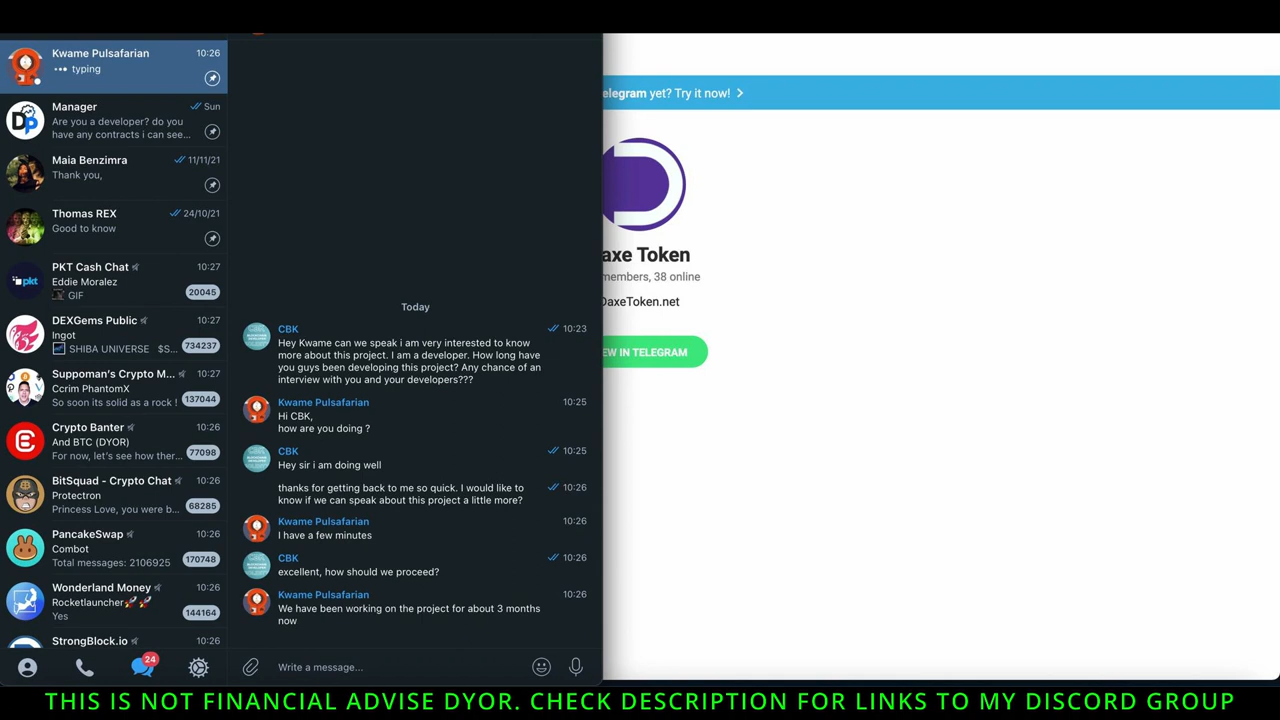 Kwame Pulsafarian 10:26
••• typing
Manager Sun
Are you a developer? do you
have any contracts i can see...
Maia Benzimra 11/11/21
Thank you,
Thomas REX 24/10/21
Good to know
PKT Cash Chat 10:27
Eddie Moralez
GIF 20045
DEXGems Public 10:27
Ingot
SHIBA UNIVERSE $S... 734237
Suppoman's Crypto M... 10:27
Ccrim PhantomX
So soon its solid as a rock ! 137044
Crypto Banter 10:26
And BTC (DYOR)
For now, let's see how ther... 77098
BitSquad - Crypto Chat 10:26
Protectron
Princess Love, you were b... 68285
PancakeSwap 10:26
Combot
Total messages: 2106925 170748
Wonderland Money 10:26
Rocketlauncher🚀🚀
Yes 144164
StrongBlock.io 10:26
24
Today
CBK 10:23
Hey Kwame can we speak i am very interested to know
more about this project. I am a developer. How long have
you guys been developing this project? Any chance of an
interview with you and your developers???
Kwame Pulsafarian 10:25
Hi CBK,
how are you doing ?
CBK 10:25
Hey sir i am doing well
thanks for getting back to me so quick. I would like to 10:26
know if we can speak about this project a little more?
Kwame Pulsafarian 10:26
I have a few minutes
CBK 10:26
excellent, how should we proceed?
Kwame Pulsafarian 10:26
We have been working on the project for about 3 months
now
Write a message...
elegram yet? Try it now!
axe Token
members, 38 online
DaxeToken.net
EW IN TELEGRAM
THIS IS NOT FINANCIAL ADVISE DYOR. CHECK DESCRIPTION FOR LINKS TO MY DISCORD GROUP